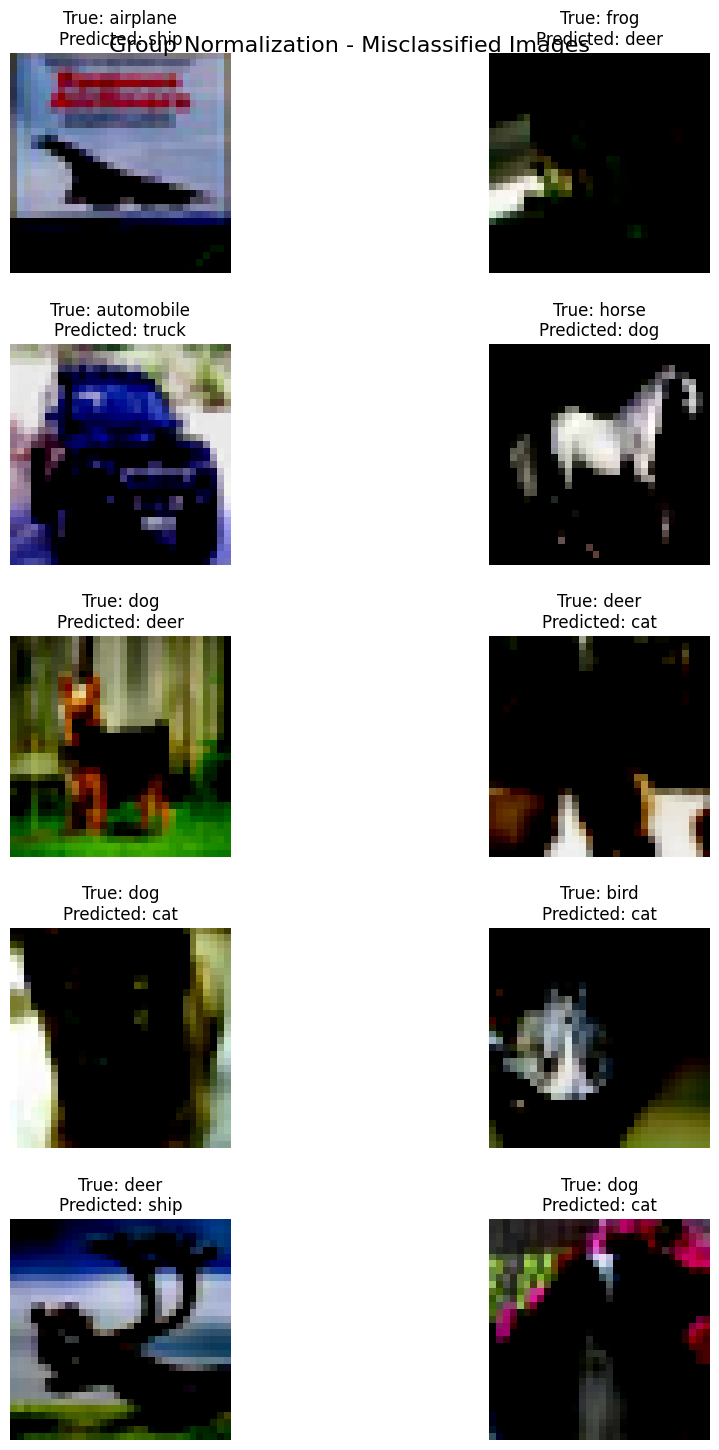 Group Normalization - Misclassified Images
True: airplane
Predicted: ship
True: frog
Predicted: deer
True: automobile
Predicted: truck
True: horse
Predicted: dog
True: dog
Predicted: deer
True: deer
Predicted: cat
True: dog
Predicted: cat
True: bird
Predicted: cat
True: deer
Predicted: ship
True: dog
Predicted: cat